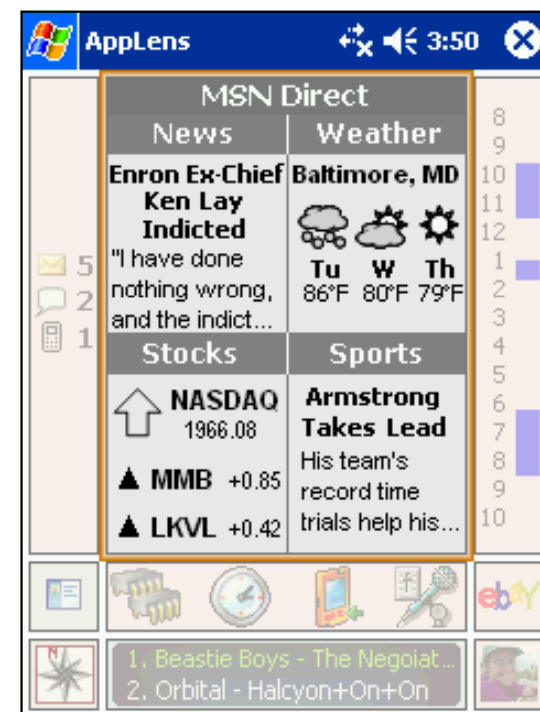 AppLens 3:50
MSN Direct
News
Enron Ex-Chief
Ken Lay
Indicted
"I have done
nothing wrong,
and the indict...
Weather
Baltimore, MD
Tu W Th
86°F 80°F 79°F
Stocks
NASDAQ
1966.08
MMB +0.85
LKVL +0.42
Sports
Armstrong
Takes Lead
His team's
record time
trials help his...
5
2
1
8
9
10
11
12
1
2
3
4
5
6
7
8
9
10
ebay
N
1. Beastie Boys - The Negoiat...
2. Orbital - Halcyon+On+On